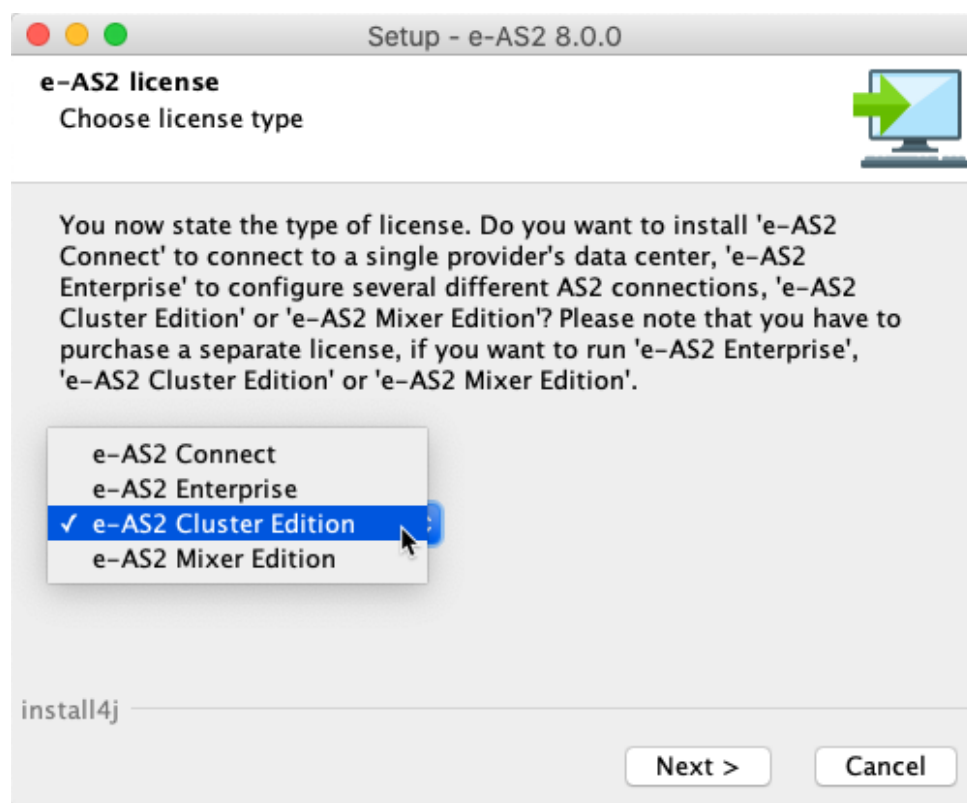 Setup - e-AS2 8.0.0
e-AS2 license
Choose license type
You now state the type of license. Do you want to install 'e-AS2
Connect' to connect to a single provider's data center, 'e-AS2
Enterprise' to configure several different AS2 connections, 'e-AS2
Cluster Edition' or 'e-AS2 Mixer Edition'? Please note that you have to
purchase a separate license, if you want to run 'e-AS2 Enterprise',
'e-AS2 Cluster Edition' or 'e-AS2 Mixer Edition'.
e-AS2 Connect
e-AS2 Enterprise
✓ e-AS2 Cluster Edition
e-AS2 Mixer Edition
install4j
Next >
Cancel